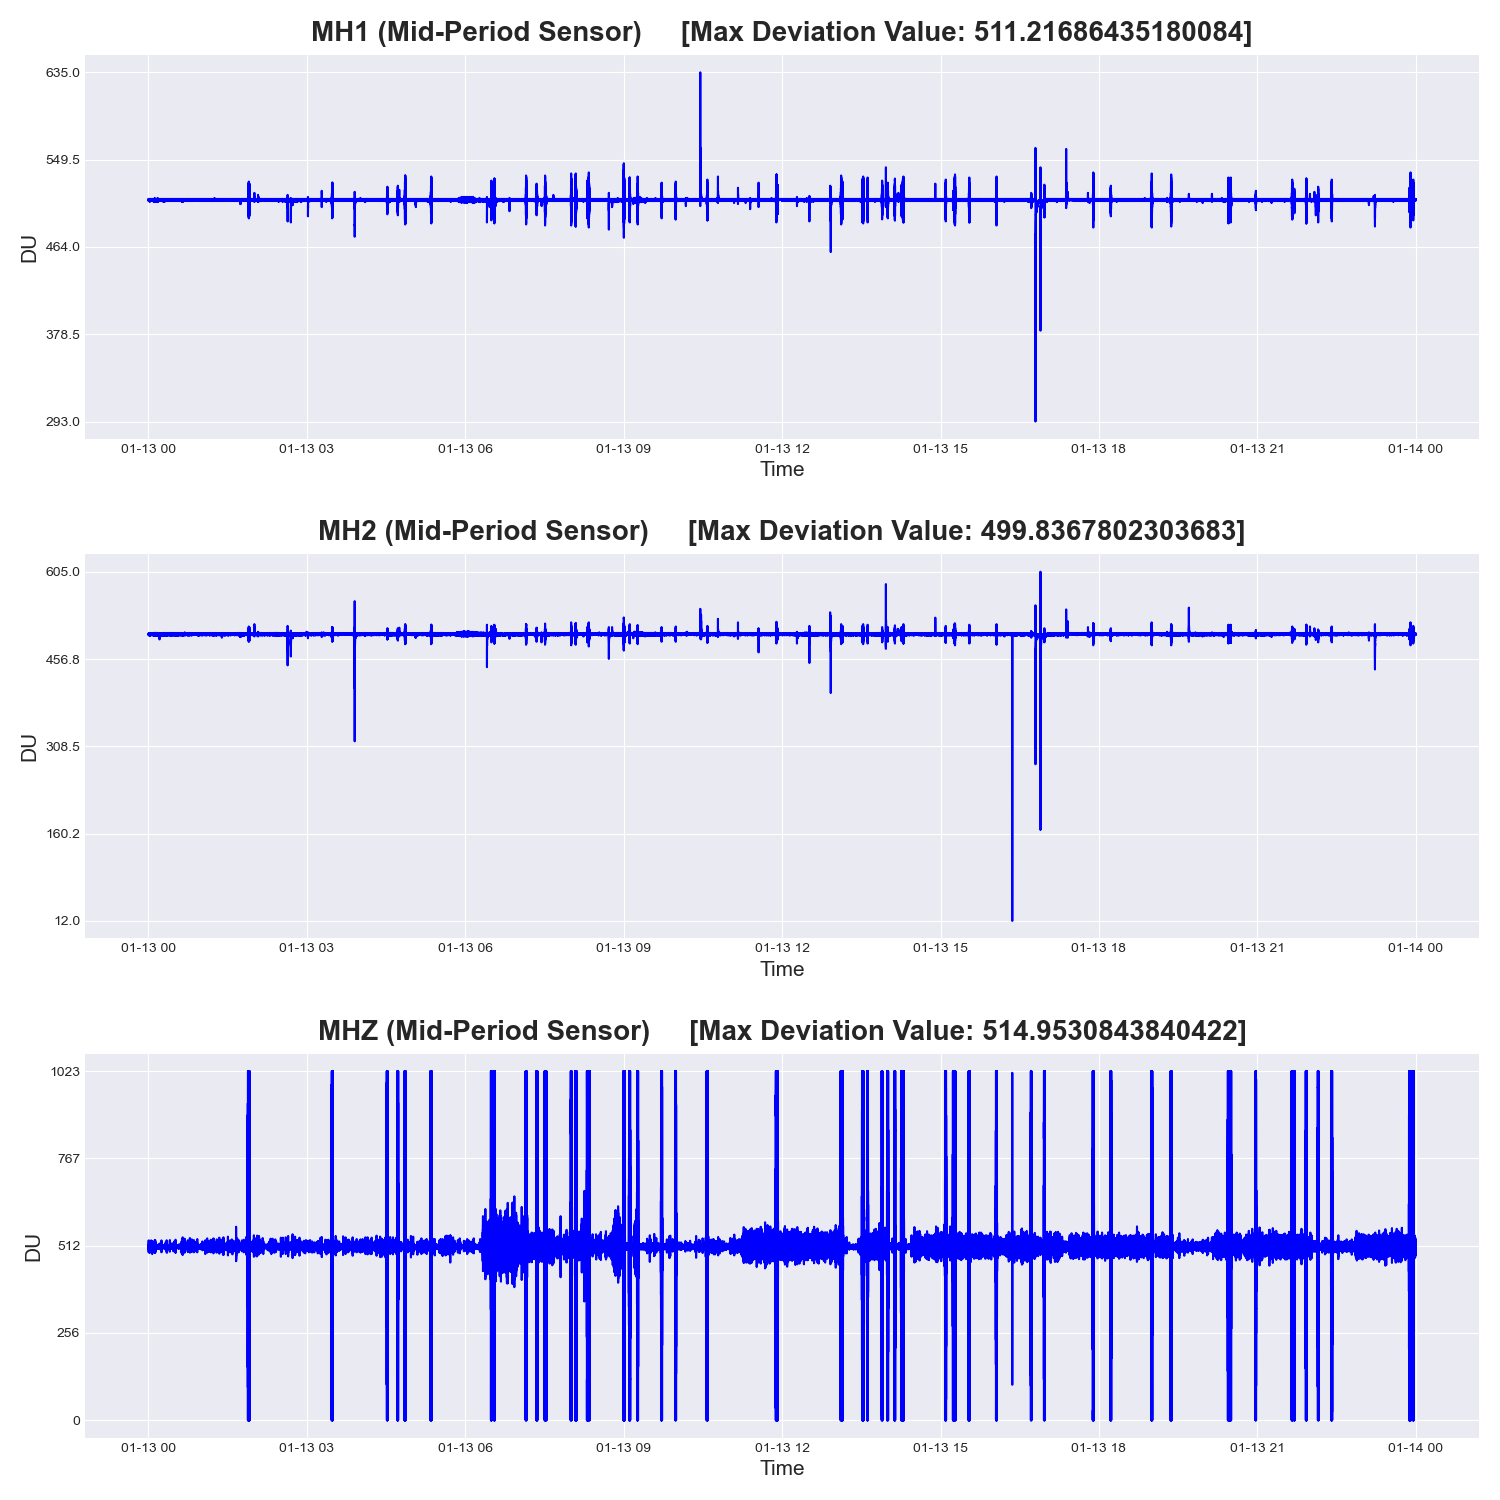 MH1 (Mid-Period Sensor) [Max Deviation Value: 511.21686435180084]
635.0
549.5
464.0
378.5
293.0
DU
01-13 00 01-13 03 01-13 06 01-13 09 01-13 12 01-13 15 01-13 18 01-13 21 01-14 00
Time
MH2 (Mid-Period Sensor) [Max Deviation Value: 499.8367802303683]
605.0
456.8
308.5
160.2
12.0
DU
01-13 00 01-13 03 01-13 06 01-13 09 01-13 12 01-13 15 01-13 18 01-13 21 01-14 00
Time
MHZ (Mid-Period Sensor) [Max Deviation Value: 514.9530843840422]
1023
767
512
256
0
DU
01-13 00 01-13 03 01-13 06 01-13 09 01-13 12 01-13 15 01-13 18 01-13 21 01-14 00
Time